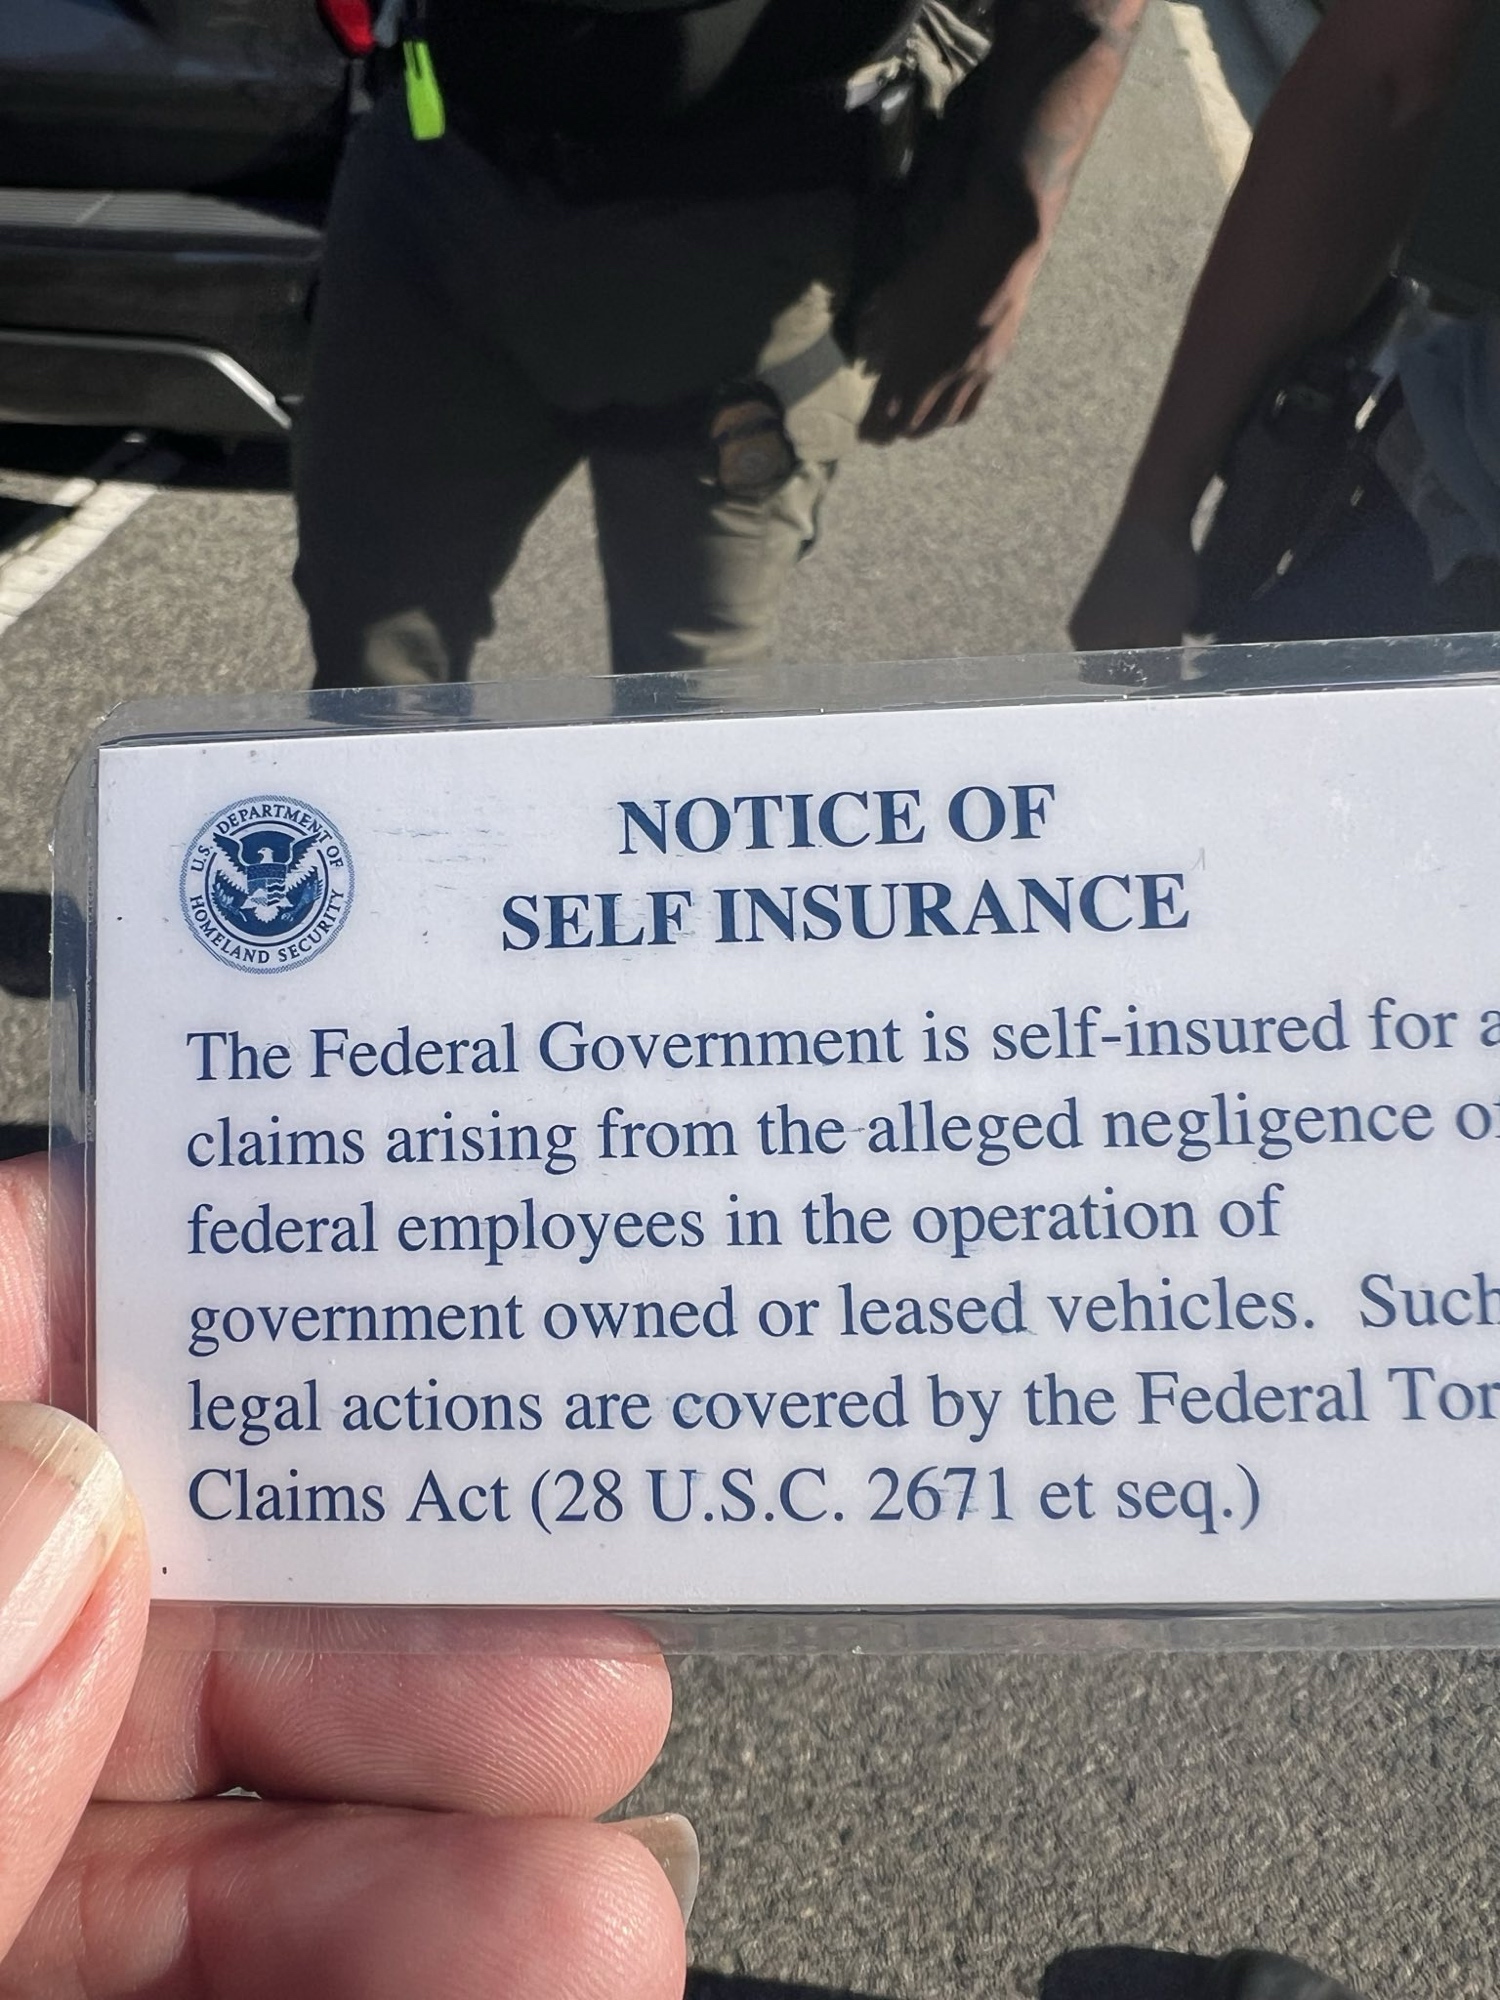 U.S. DEPARTMENT OF
HOMELAND SECURITY
NOTICE OF
SELF INSURANCE
The Federal Government is self-insured for a
claims arising from the alleged negligence
federal employees in the operation of
government owned or leased vehicles. Such
legal actions are covered by the Federal Tor
Claims Act (28 U.S.C. 2671 et seq.)